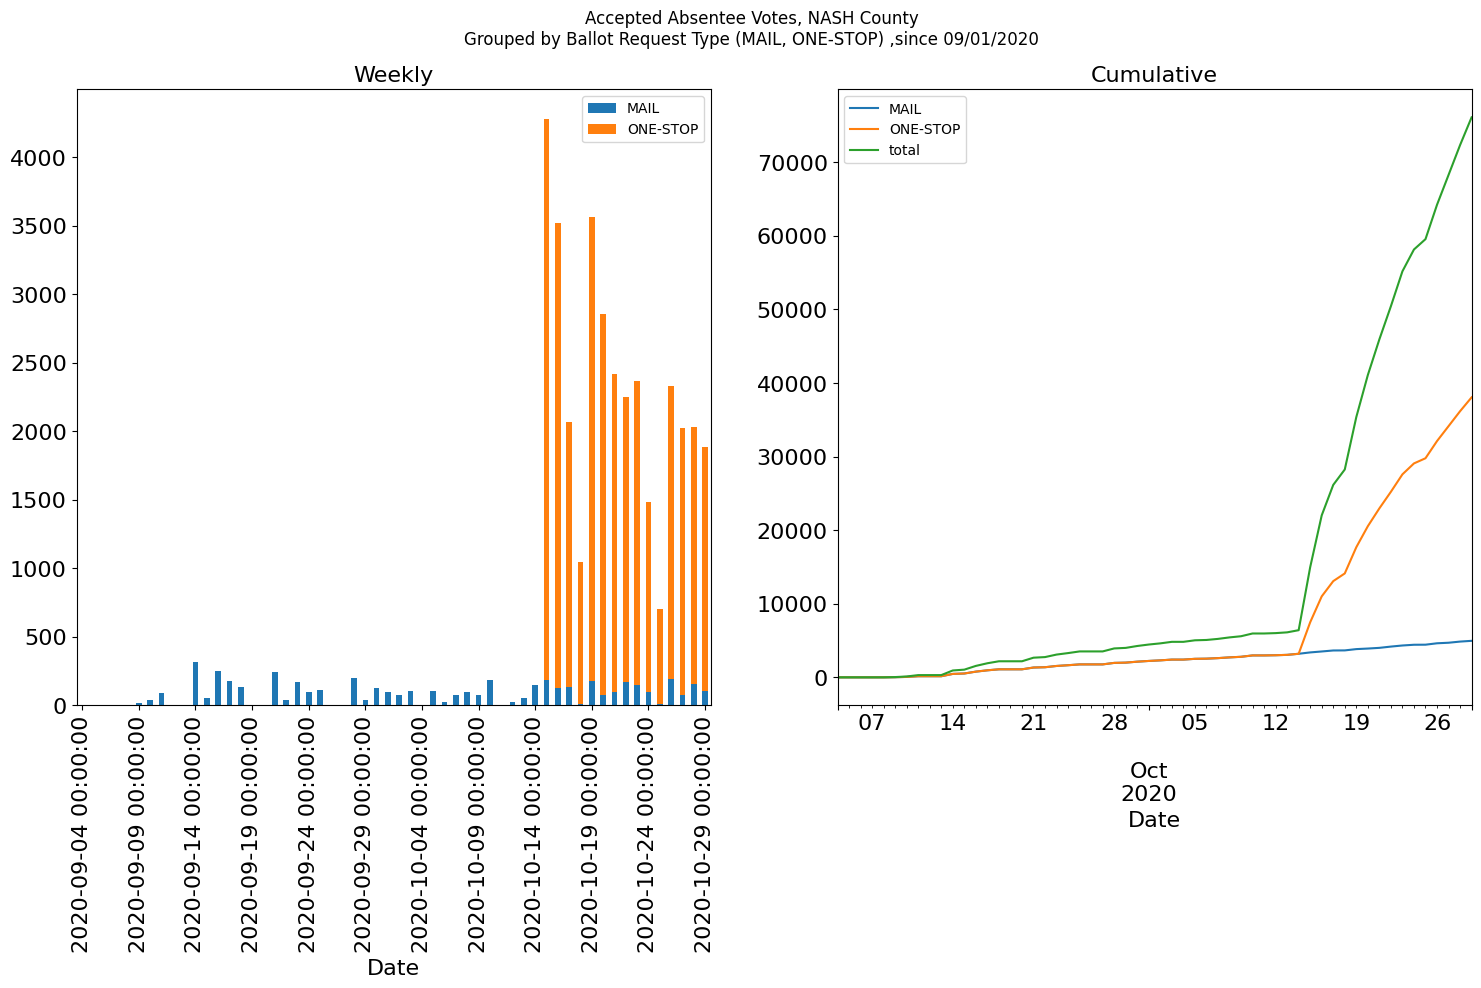 Accepted Absentee Votes, NASH County
Grouped by Ballot Request Type (MAIL, ONE-STOP) ,since 09/01/2020
Weekly
MAIL
ONE-STOP
4000
3500
3000
2500
2000
1500
1000
500
0
2020-09-04 00:00:00
2020-09-09 00:00:00
2020-09-14 00:00:00
2020-09-19 00:00:00
2020-09-24 00:00:00
2020-09-29 00:00:00
2020-10-04 00:00:00
2020-10-09 00:00:00
2020-10-14 00:00:00
2020-10-19 00:00:00
2020-10-24 00:00:00
2020-10-29 00:00:00
Date
Cumulative
MAIL
ONE-STOP
total
70000
60000
50000
40000
30000
20000
10000
0
07 14 21 28 05 12 19 26
Oct
2020
Date